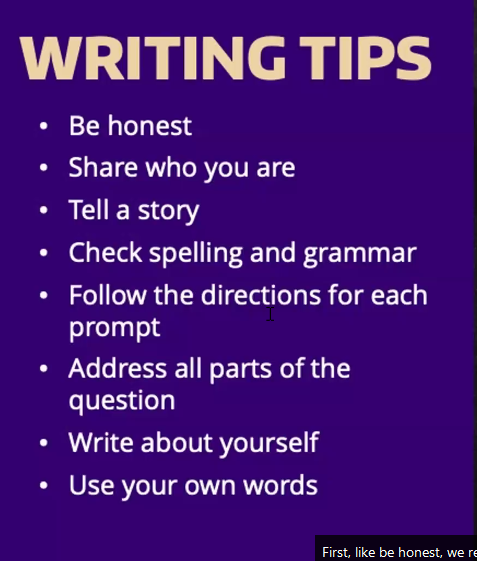 WRITING TIPS
• Be honest
• Share who you are
• Tell a story
• Check spelling and grammar
• Follow the directions for each
prompt
• Address all parts of the
question
• Write about yourself
• Use your own words
First, like be honest, we re